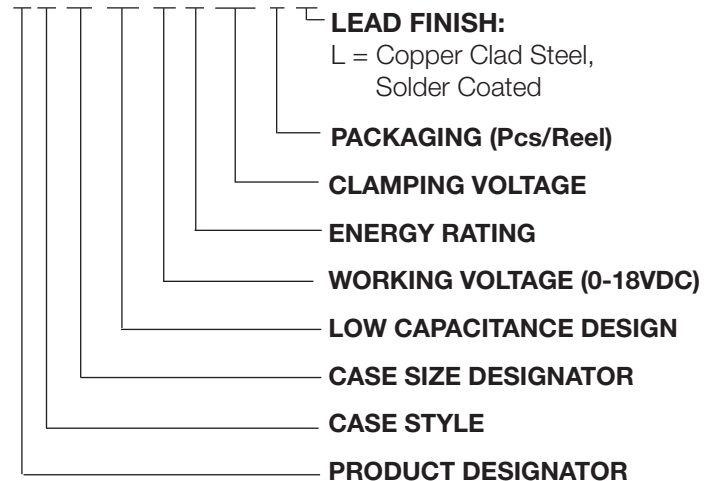 LEAD FINISH:
L = Copper Clad Steel,
Solder Coated
PACKAGING (Pcs/Reel)
CLAMPING VOLTAGE
ENERGY RATING
WORKING VOLTAGE (0-18VDC)
LOW CAPACITANCE DESIGN
CASE SIZE DESIGNATOR
CASE STYLE
PRODUCT DESIGNATOR